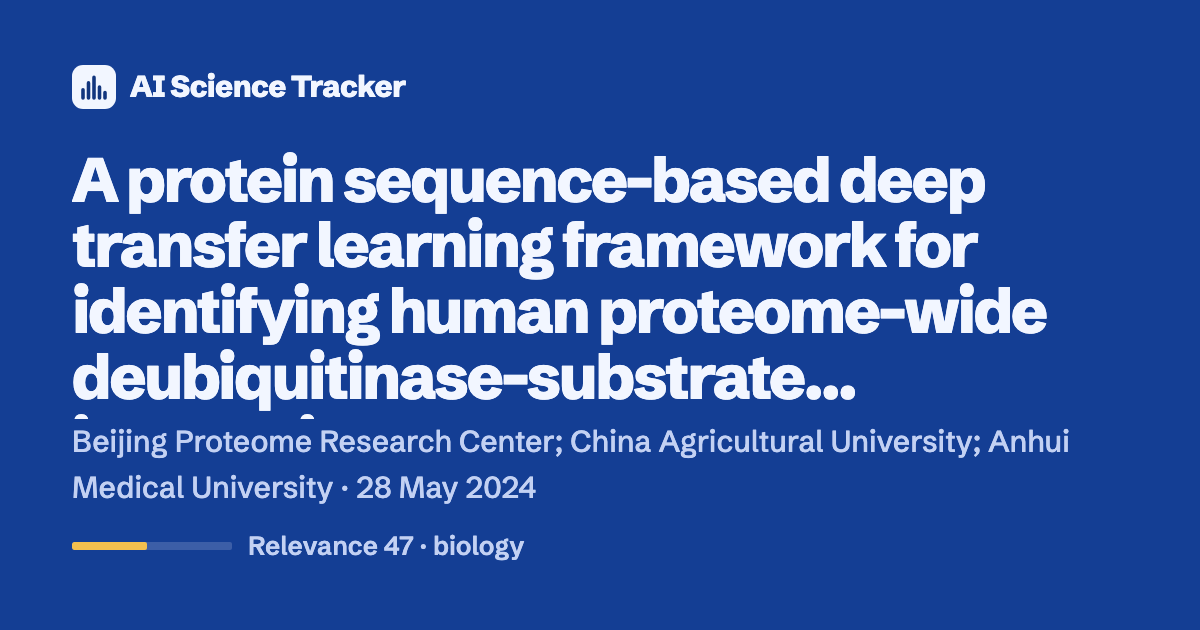 AI Science Tracker
A protein sequence-based deep
transfer learning framework for
identifying human proteome-wide
deubiquitinase-substrate...
Beijing Proteome Research Center; China Agricultural University; Anhui
Medical University · 28 May 2024
Relevance 47 · biology